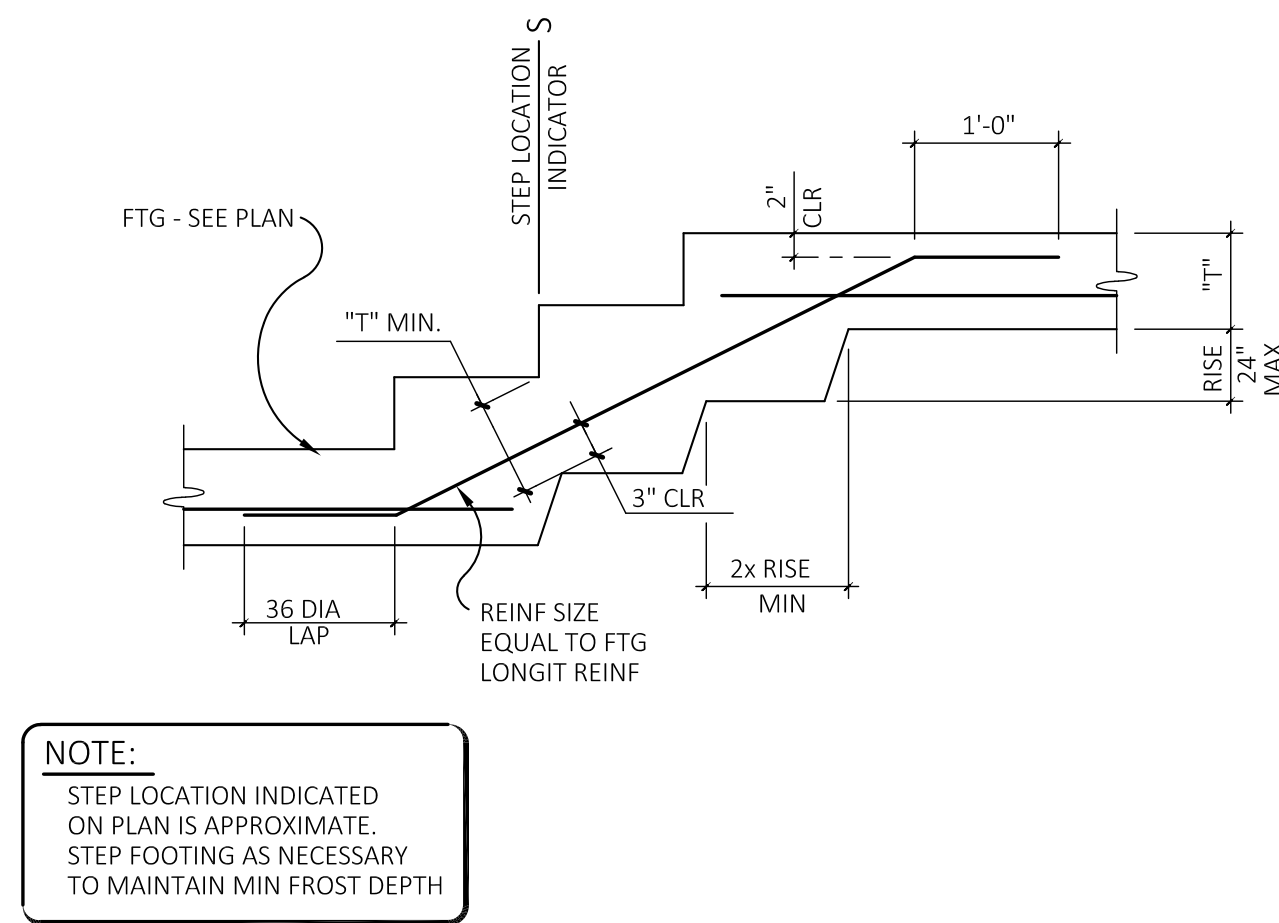 S
STEP LOCATION
INDICATOR
1'-0"
2"
CLR
FTG - SEE PLAN
"T" MIN.
"T"
RISE
24"
MAX
3" CLR
2x RISE
MIN
36 DIA
LAP
REINF SIZE
EQUAL TO FTG
LONGIT REINF
NOTE:
STEP LOCATION INDICATED
ON PLAN IS APPROXIMATE.
STEP FOOTING AS NECESSARY
TO MAINTAIN MIN FROST DEPTH